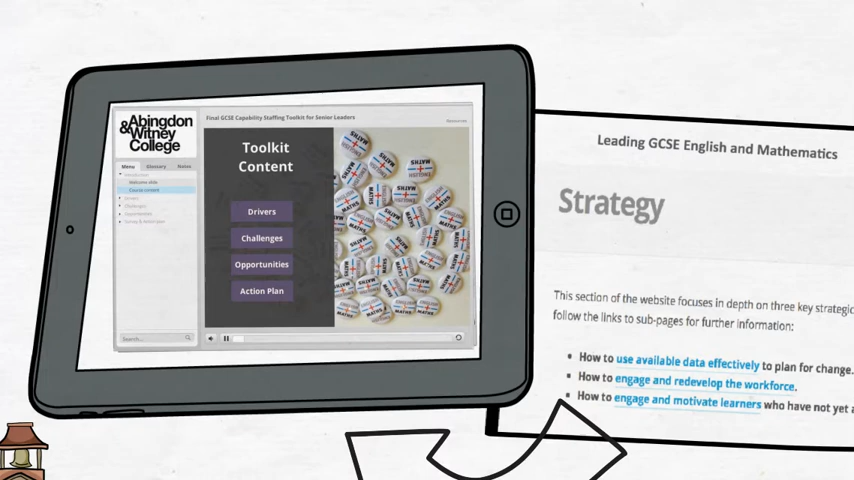 Abingdon
&Witney
College
Final GCSE Capability Staffing Toolkit for Senior Leaders
Resources
Menu Glossary Notes
Introduction
Welcome slide
Course content
Drivers
Challenges
Opportunities
Search...
Toolkit
Content
Drivers
Challenges
Opportunities
Action Plan
MATHS
ENGLISH
Leading GCSE English and Mathematics
Strategy
This section of the website focuses in depth on three key strategic
follow the links to sub-pages for further information:
• How to use available data effectively to plan for change.
• How to engage and redevelop the workforce.
• How to engage and motivate learners who have not yet a